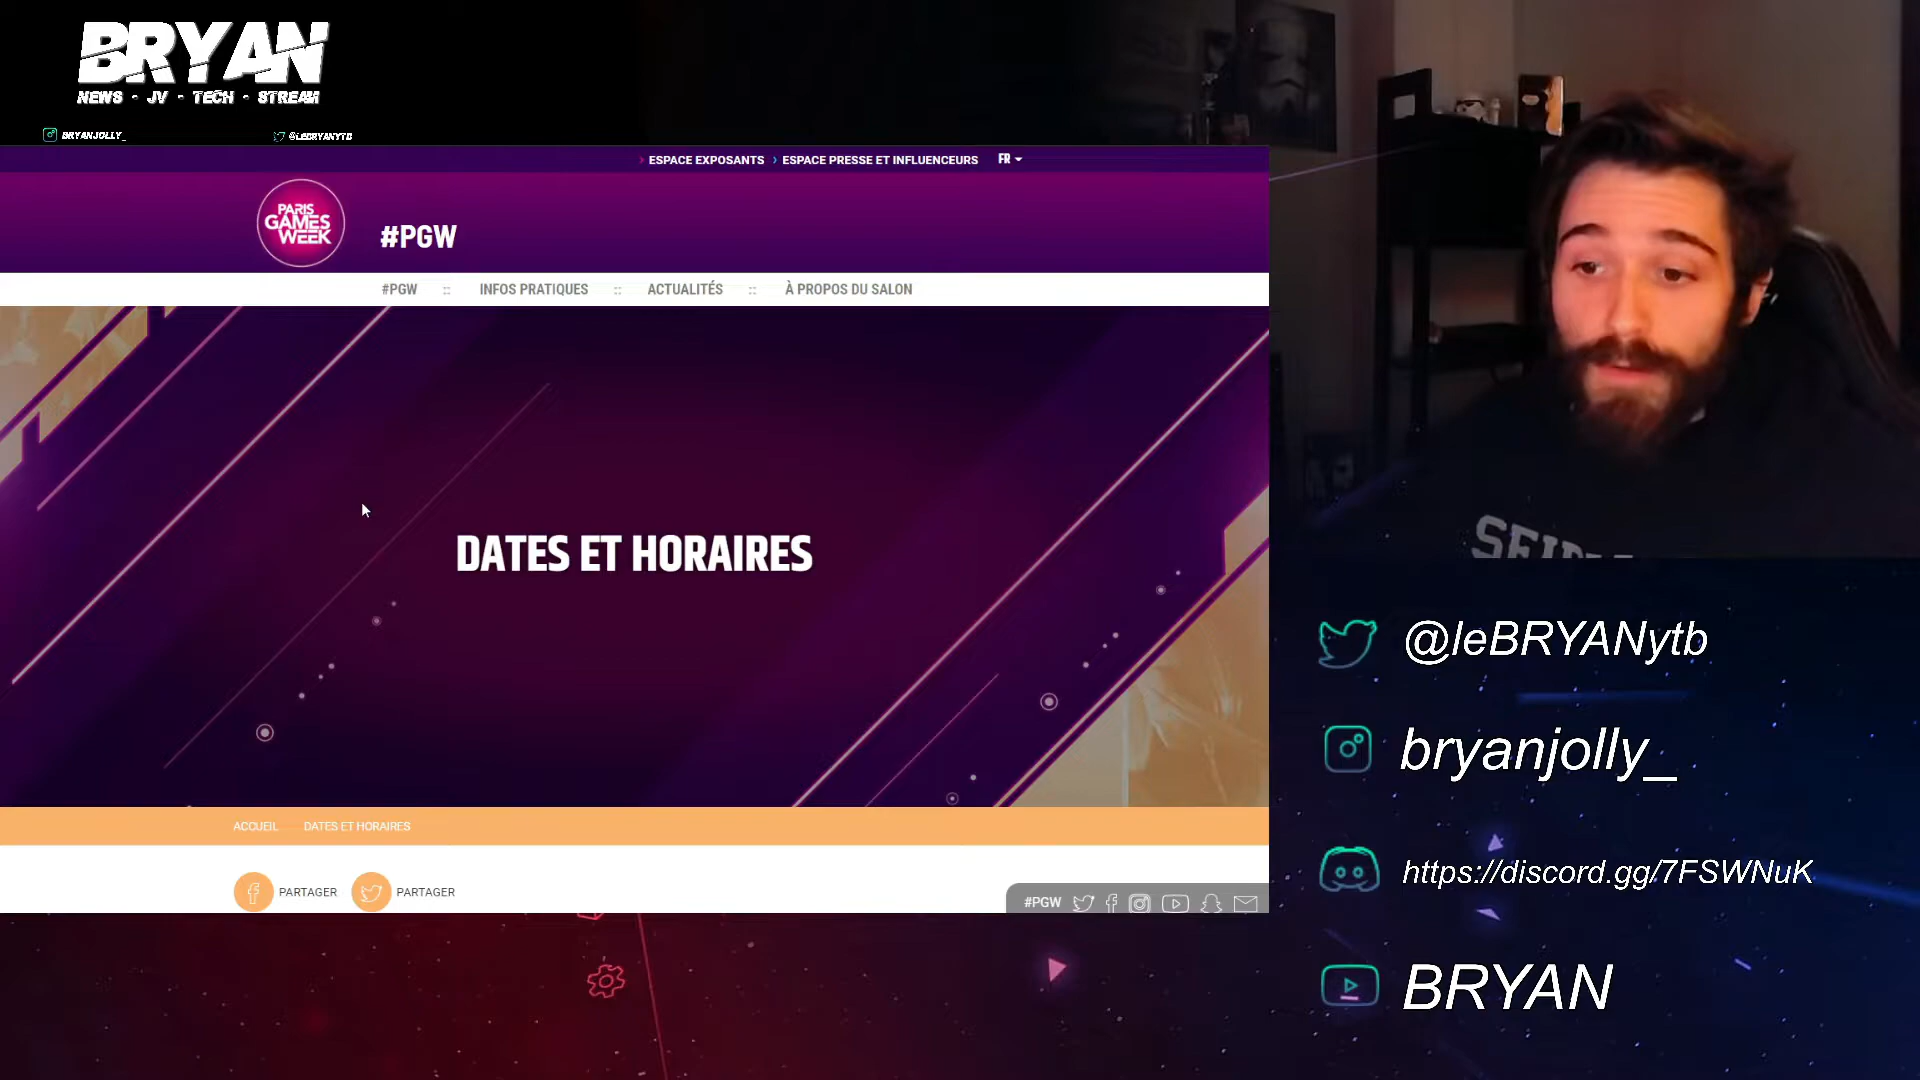 BRYAN
NEWS - JV - TECH - STREAM
BRYANJOLLY_
@LEBRYANYTB
ESPACE EXPOSANTS
ESPACE PRESSE ET INFLUENCEURS
FR
PARIS
GAMES
WEEK
#PGW
#PGW :: INFOS PRATIQUES :: ACTUALITÉS :: À PROPOS DU SALON
DATES ET HORAIRES
ACCUEIL
DATES ET HORAIRES
PARTAGER
PARTAGER
#PGW
@leBRYANytb
bryanjolly_
https://discord.gg/7FSWNuK
BRYAN